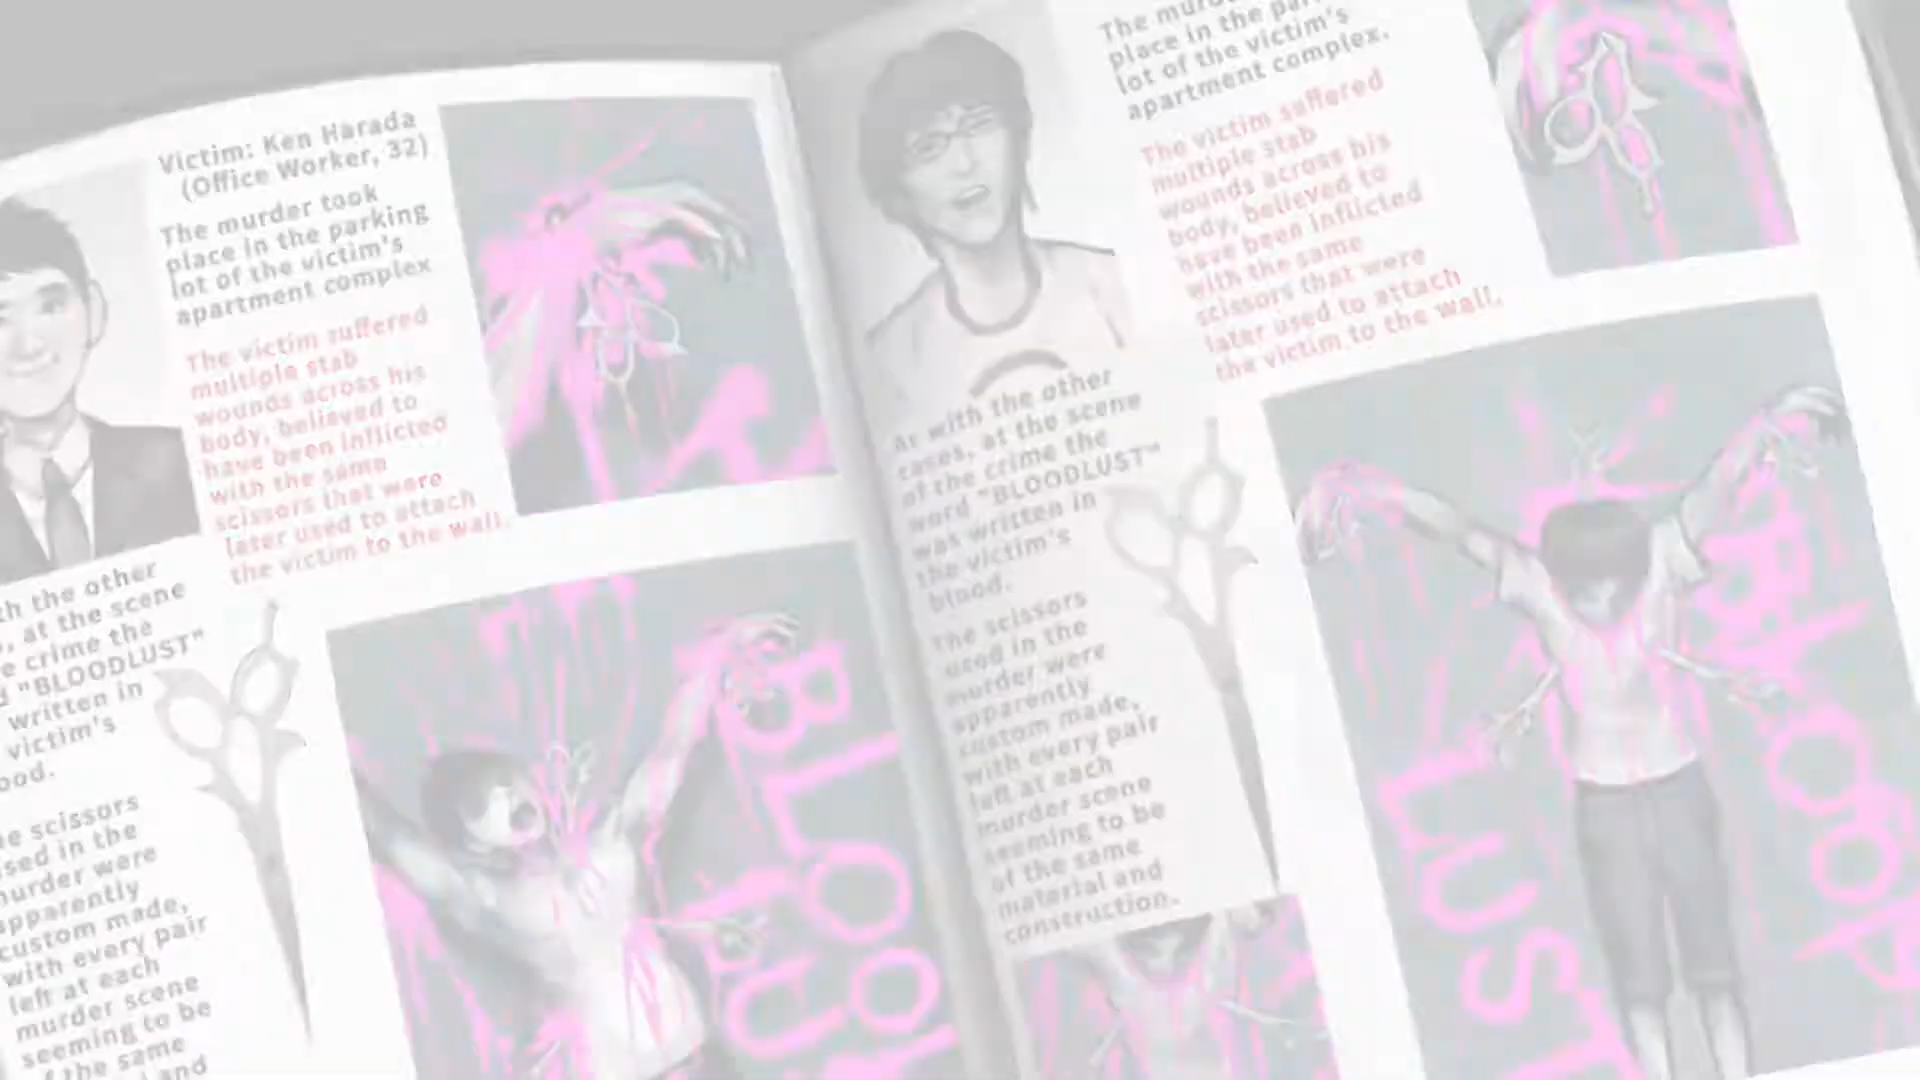 Victim: Ken Harada
(Office Worker, 32)
The murder took
place in the parking
lot of the victim's
apartment complex
The victim suffered
multiple stab
wounds across his
body, believed to
have been inflicted
with the same
scissors that were
later used to attach
the victim to the wall.
the other
, at the scene
crime the
"BLOODLUST"
written in
victim's
scissors
in the
were
apparently
custom made,
with every pair
left at each
murder scene
seeming to be
the same
and
BLOOD
LU
The
place in the
lot of the victim's
apartment complex.
The victim suffered
multiple stab
wounds across his
body, believed to
have been inflicted
with the same
scissors that were
later used to attach
the victim to the wall.
As with the other
cases, at the scene
of the crime the
word "BLOODLUST"
was written in
the victim's
blood.
The scissors
used in the
murder were
apparently
custom made,
with every pair
left at each
murder scene
seeming to be
of the same
material and
construction.
BLOOD
LUST